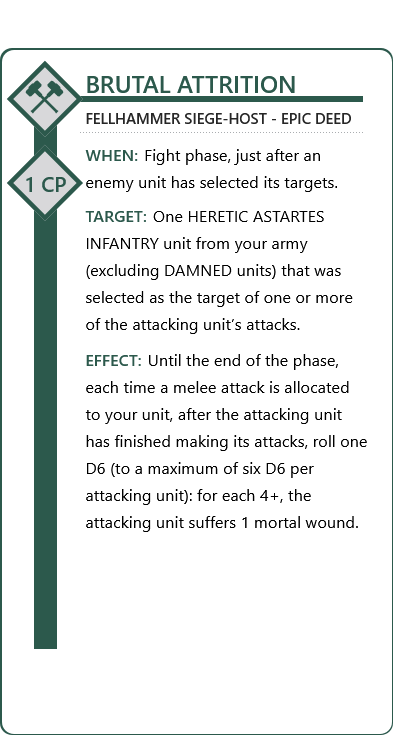 BRUTAL ATTRITION
FELLHAMMER SIEGE-HOST - EPIC DEED
1 CP
WHEN: Fight phase, just after an
enemy unit has selected its targets.
TARGET: One HERETIC ASTARTES
INFANTRY unit from your army
(excluding DAMNED units) that was
selected as the target of one or more
of the attacking unit’s attacks.
EFFECT: Until the end of the phase,
each time a melee attack is allocated
to your unit, after the attacking unit
has finished making its attacks, roll one
D6 (to a maximum of six D6 per
attacking unit): for each 4+, the
attacking unit suffers 1 mortal wound.